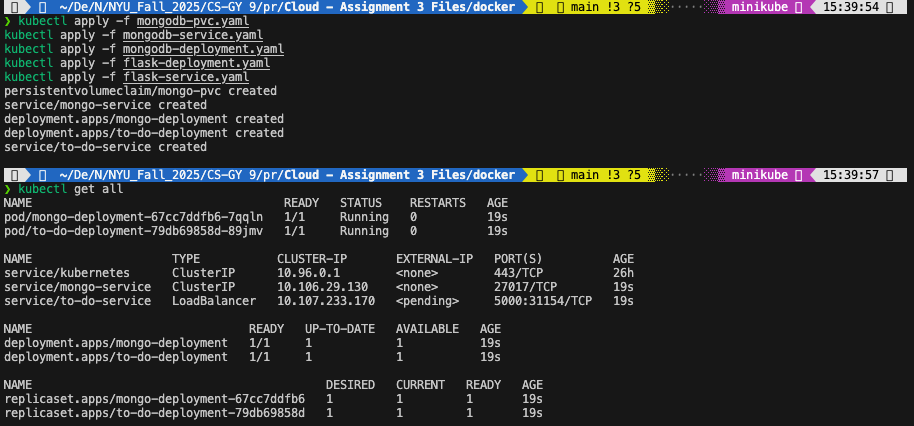 ~/De/N/NYU_Fall_2025/CS-GY 9/pr/Cloud – Assignment 3 Files/docker main !3 ?5 minikube 15:39:54
❯ kubectl apply -f mongodb-pvc.yaml
kubectl apply -f mongodb-service.yaml
kubectl apply -f mongodb-deployment.yaml
kubectl apply -f flask-deployment.yaml
kubectl apply -f flask-service.yaml
persistentvolumeclaim/mongo-pvc created
service/mongo-service created
deployment.apps/mongo-deployment created
deployment.apps/to-do-deployment created
service/to-do-service created
~/De/N/NYU_Fall_2025/CS-GY 9/pr/Cloud – Assignment 3 Files/docker main !3 ?5 minikube 15:39:57
❯ kubectl get all
NAME READY STATUS RESTARTS AGE
pod/mongo-deployment-67cc7ddfb6-7qqln 1/1 Running 0 19s
pod/to-do-deployment-79db69858d-89jmv 1/1 Running 0 19s
NAME TYPE CLUSTER-IP EXTERNAL-IP PORT(S) AGE
service/kubernetes ClusterIP 10.96.0.1 <none> 443/TCP 26h
service/mongo-service ClusterIP 10.106.29.130 <none> 27017/TCP 19s
service/to-do-service LoadBalancer 10.107.233.170 <pending> 5000:31154/TCP 19s
NAME READY UP-TO-DATE AVAILABLE AGE
deployment.apps/mongo-deployment 1/1 1 1 19s
deployment.apps/to-do-deployment 1/1 1 1 19s
NAME DESIRED CURRENT READY AGE
replicaset.apps/mongo-deployment-67cc7ddfb6 1 1 1 19s
replicaset.apps/to-do-deployment-79db69858d 1 1 1 19s